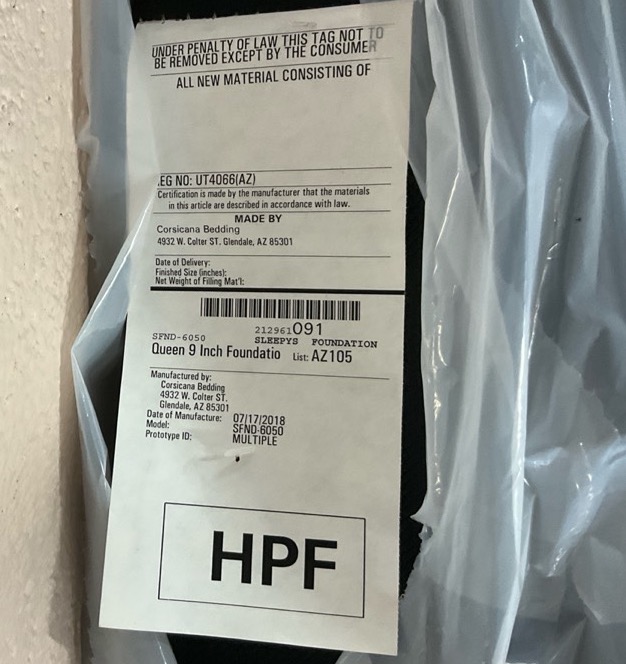 UNDER PENALTY OF LAW THIS TAG NOT TO
BE REMOVED EXCEPT BY THE CONSUMER
ALL NEW MATERIAL CONSISTING OF
.EG NO: UT4066(AZ)
Certification is made by the manufacturer that the materials
in this article are described in accordance with law.
MADE BY
Corsicana Bedding
4932 W. Colter ST. Glendale, AZ 85301
Date of Delivery:
Finished Size (inches):
Net Weight of Filling Mat'l:
212961091
SFND-6050 SLEEPYS FOUNDATION
Queen 9 Inch Foundatio List: AZ105
Manufactured by:
Corsicana Bedding
4932 W. Colter ST.
Glendale, AZ 85301
Date of Manufacture: 07/17/2018
Model: SFND-6050
Prototype ID: MULTIPLE
HPF